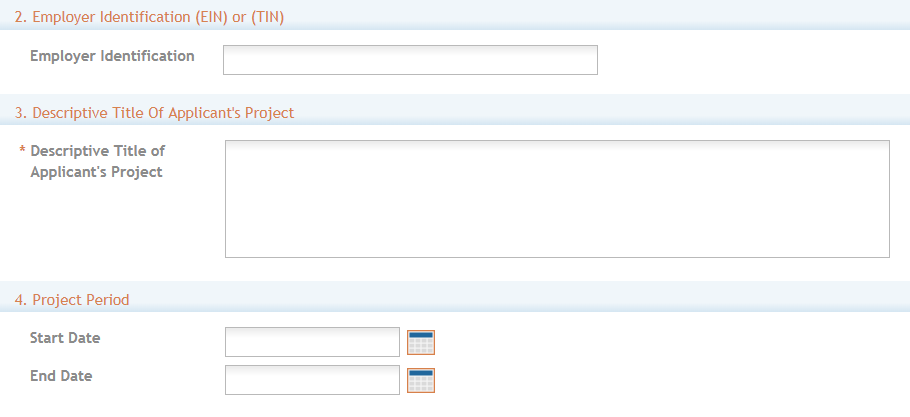 2. Employer Identification (EIN) or (TIN)
Employer Identification
3. Descriptive Title Of Applicant's Project
* Descriptive Title of
Applicant's Project
4. Project Period
Start Date
End Date